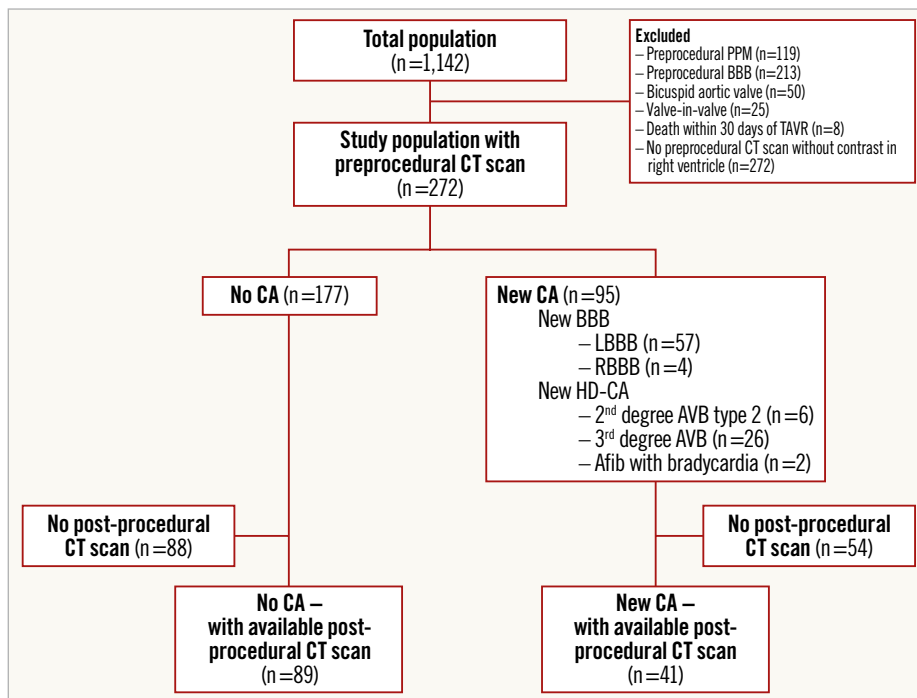 Total population
(n=1,142)
Excluded
– Preprocedural PPM (n=119)
– Preprocedural BBB (n=213)
– Bicuspid aortic valve (n=50)
– Valve-in-valve (n=25)
– Death within 30 days of TAVR (n=8)
– No preprocedural CT scan without contrast in
right ventricle (n=272)
Study population with
preprocedural CT scan
(n=272)
No CA (n=177)
New CA (n=95)
New BBB
– LBBB (n=57)
– RBBB (n=4)
New HD-CA
– 2nd degree AVB type 2 (n=6)
– 3rd degree AVB (n=26)
– Afib with bradycardia (n=2)
No post-procedural
CT scan (n=88)
No post-procedural
CT scan (n=54)
No CA –
with available post-
procedural CT scan
(n=89)
New CA –
with available post-
procedural CT scan
(n=41)